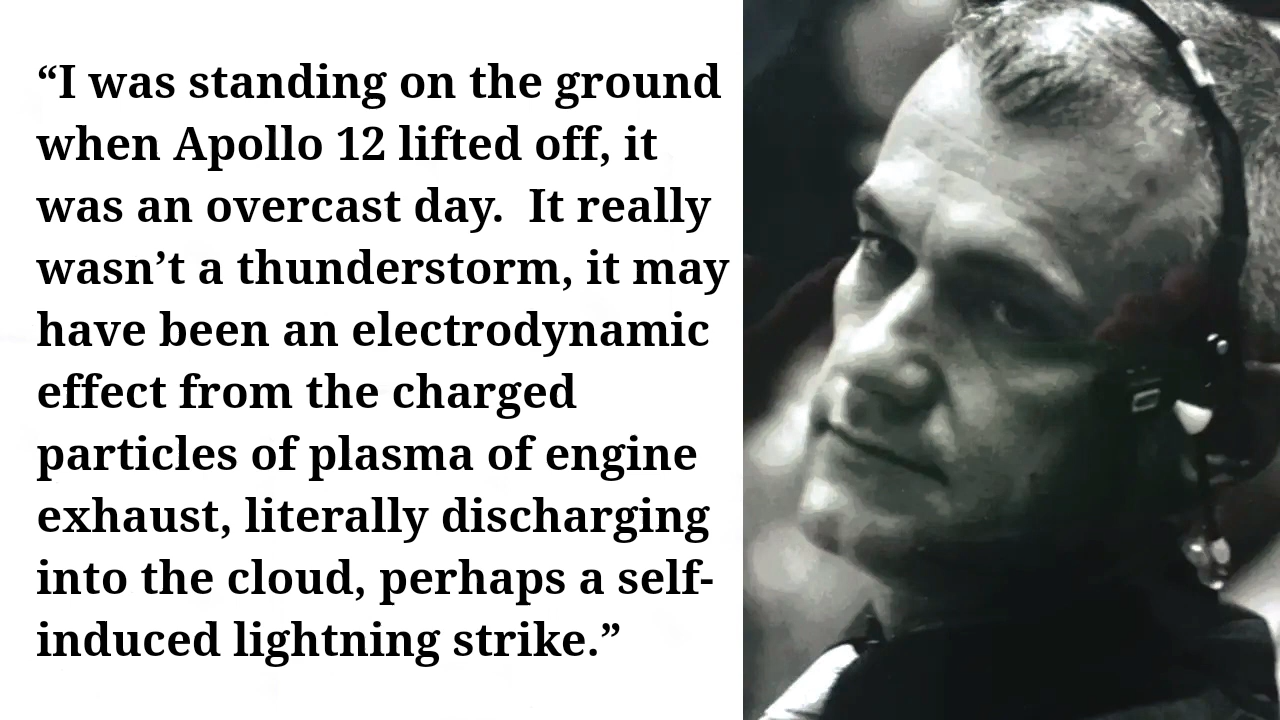 “I was standing on the ground
when Apollo 12 lifted off, it
was an overcast day.  It really
wasn’t a thunderstorm, it may
have been an electrodynamic
effect from the charged
particles of plasma of engine
exhaust, literally discharging
into the cloud, perhaps a self-
induced lightning strike.”